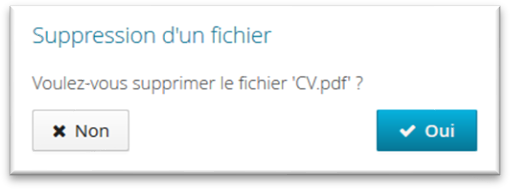 Suppression d'un fichier
Voulez-vous supprimer le fichier 'CV.pdf' ?
Non
Oui